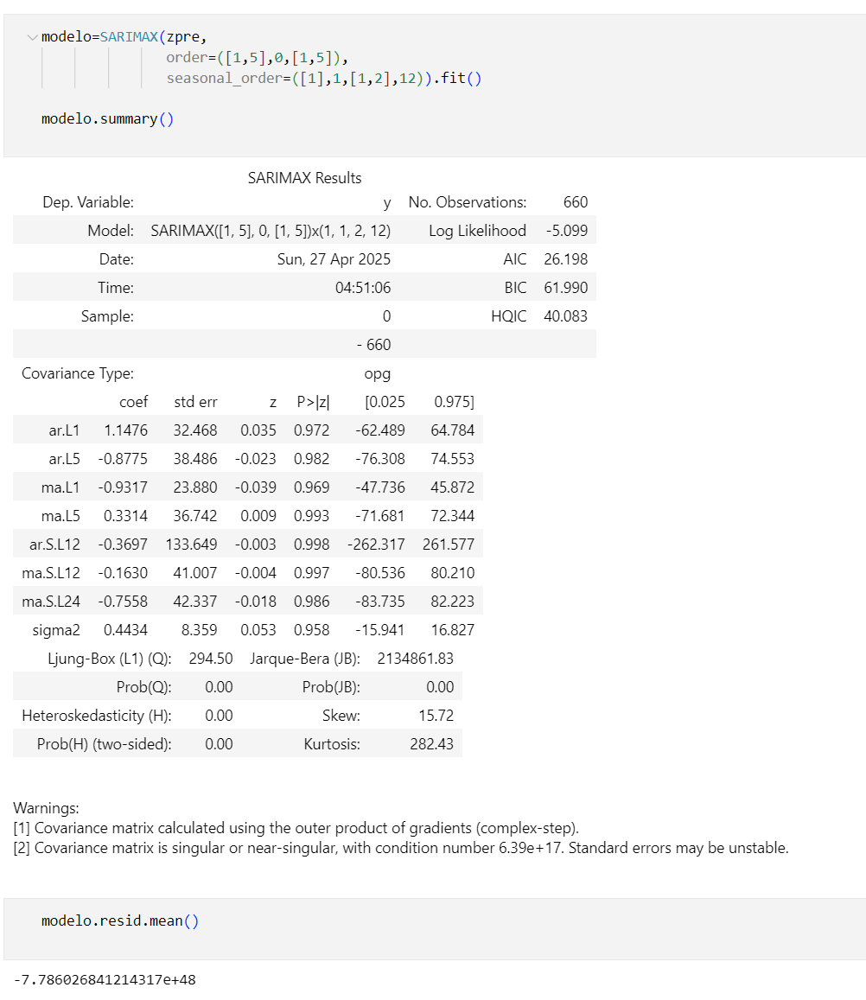 modelo=SARIMAX(zpre,
order=([1,5],0,[1,5]),
seasonal_order=([1],1,[1,2],12)).fit()
modelo.summary()
SARIMAX Results
Dep. Variable: y No. Observations: 660
Model: SARIMAX([1, 5], 0, [1, 5])x(1, 1, 2, 12) Log Likelihood -5.099
Date: Sun, 27 Apr 2025 AIC 26.198
Time: 04:51:06 BIC 61.990
Sample: 0 HQIC 40.083
- 660
Covariance Type: opg
coef std err z P>|z| [0.025 0.975]
ar.L1 1.1476 32.468 0.035 0.972 -62.489 64.784
ar.L5 -0.8775 38.486 -0.023 0.982 -76.308 74.553
ma.L1 -0.9317 23.880 -0.039 0.969 -47.736 45.872
ma.L5 0.3314 36.742 0.009 0.993 -71.681 72.344
ar.S.L12 -0.3697 133.649 -0.003 0.998 -262.317 261.577
ma.S.L12 -0.1630 41.007 -0.004 0.997 -80.536 80.210
ma.S.L24 -0.7558 42.337 -0.018 0.986 -83.735 82.223
sigma2 0.4434 8.359 0.053 0.958 -15.941 16.827
Ljung-Box (L1) (Q): 294.50 Jarque-Bera (JB): 2134861.83
Prob(Q): 0.00 Prob(JB): 0.00
Heteroskedasticity (H): 0.00 Skew: 15.72
Prob(H) (two-sided): 0.00 Kurtosis: 282.43
Warnings:
[1] Covariance matrix calculated using the outer product of gradients (complex-step).
[2] Covariance matrix is singular or near-singular, with condition number 6.39e+17. Standard errors may be unstable.
modelo.resid.mean()
-7.786026841214317e+48